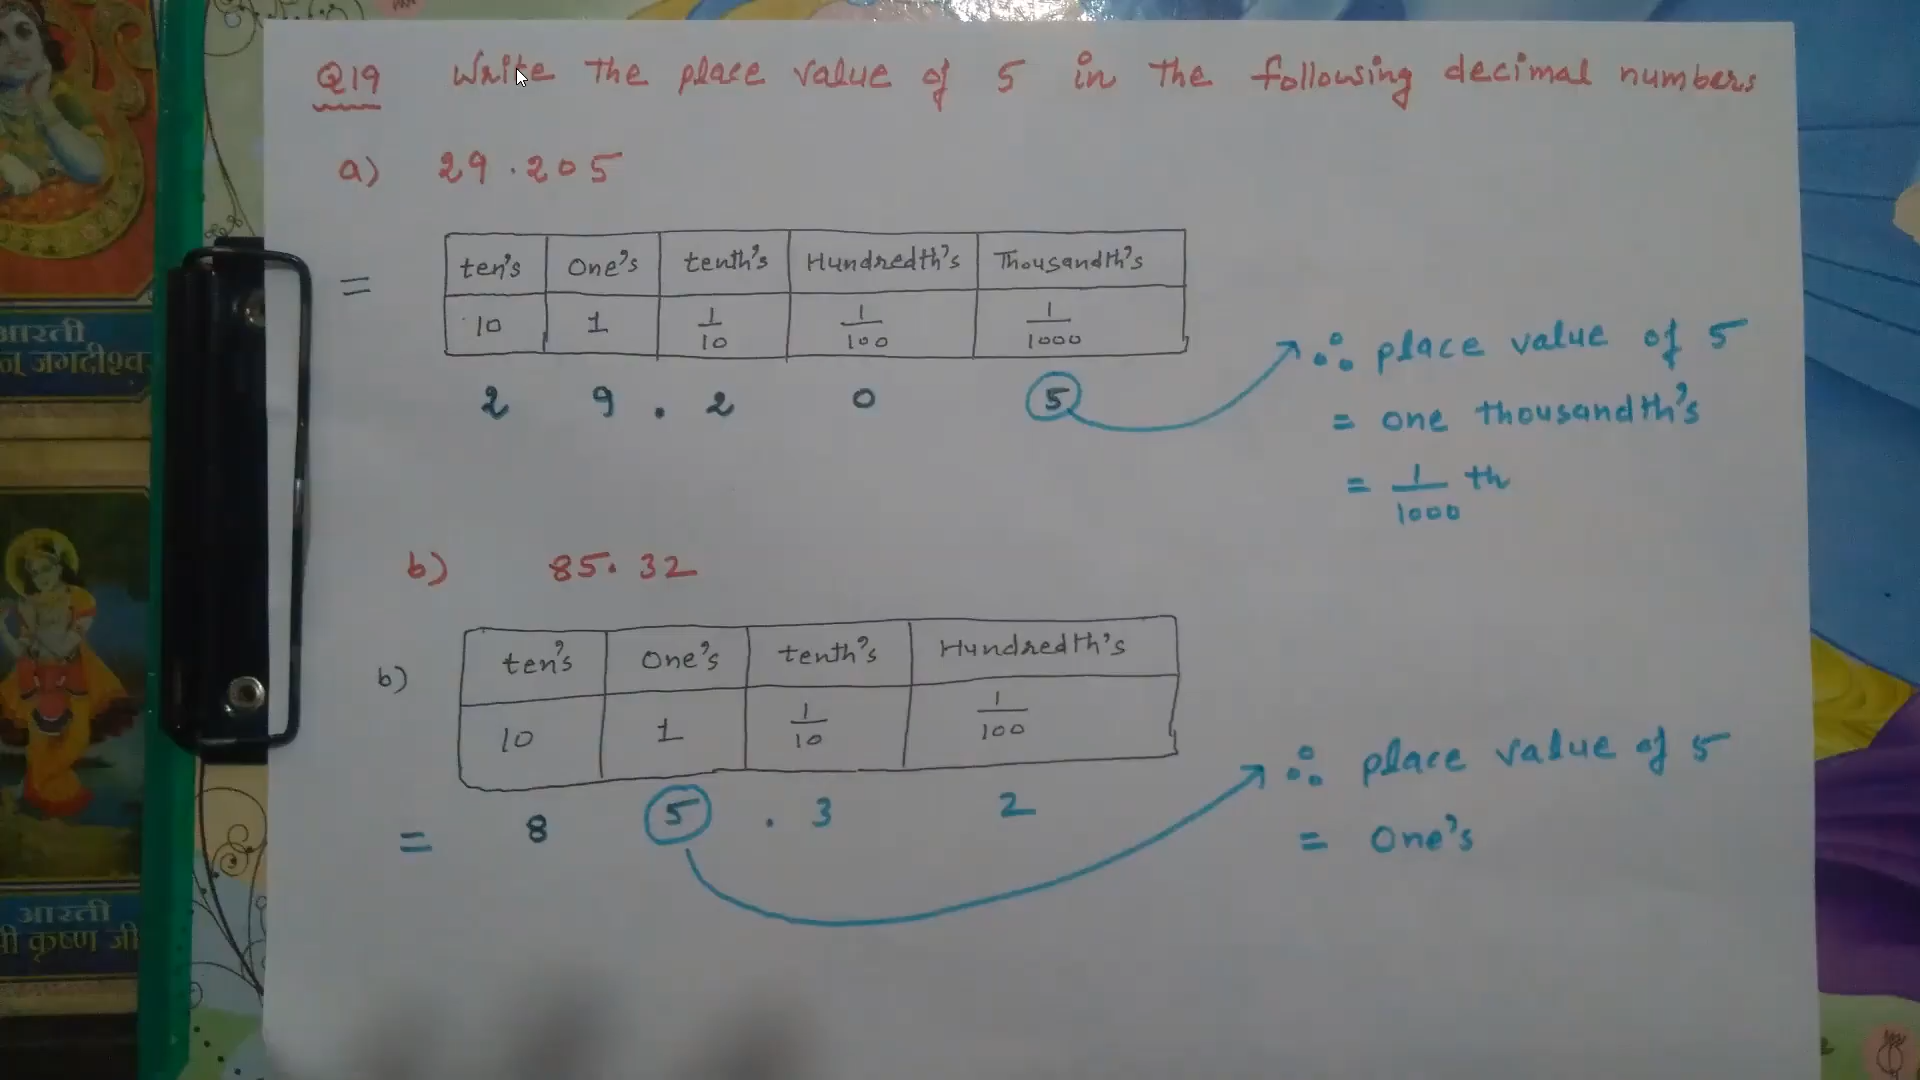 Q19 Write the place value of 5 in the following decimal numbers
a) 29.205
= ten's One's tenth's Hundredth's Thousandth's
10 1 1/10 1/100 1/1000
2 9 . 2 0 5
∴ place value of 5
= one thousandth's
= 1/1000 th
b) 85.32
b) ten's One's tenth's Hundredth's
10 1 1/10 1/100
= 8 5 . 3 2
∴ place value of 5
= One's
आरती
जगदीश्व
आरती
कृष्ण जी